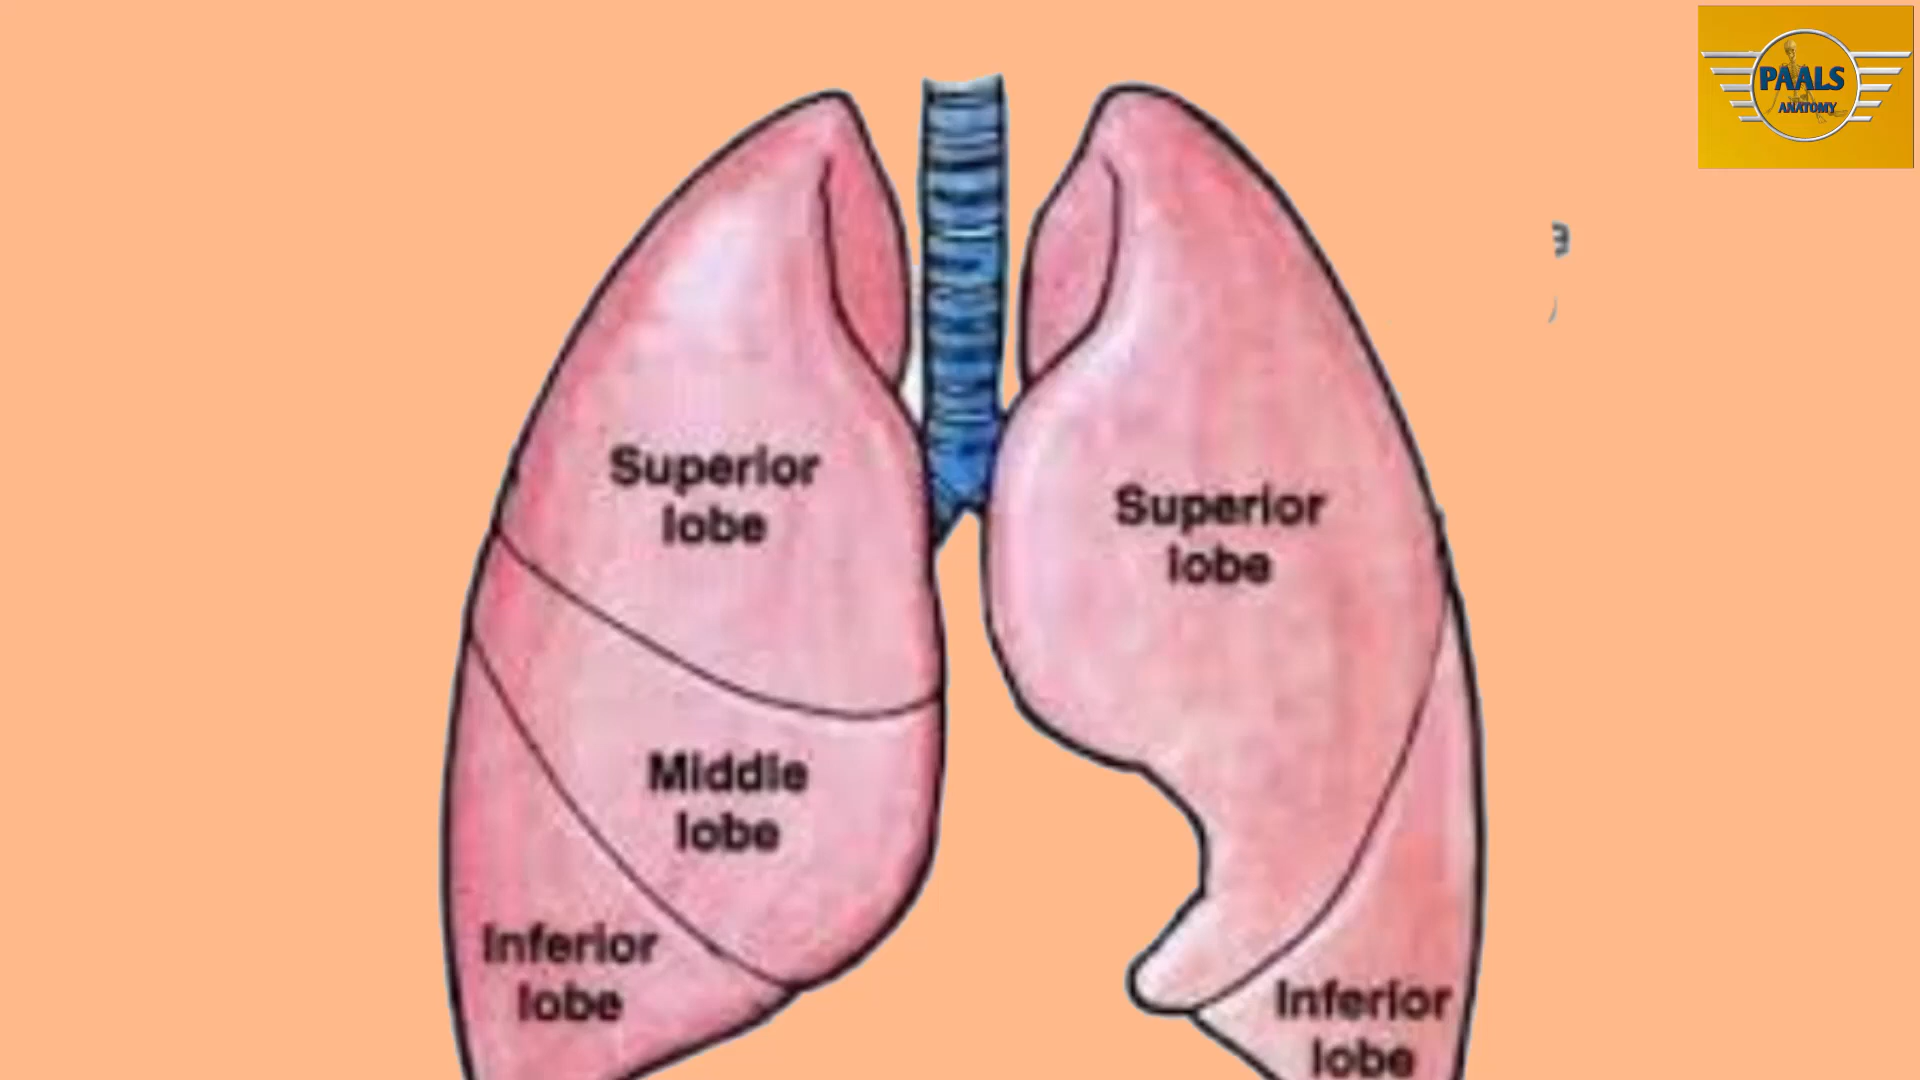 PAALS
ANATOMY
Superior
lobe
Superior
lobe
Middle
lobe
Inferior
lobe
Inferior
lobe